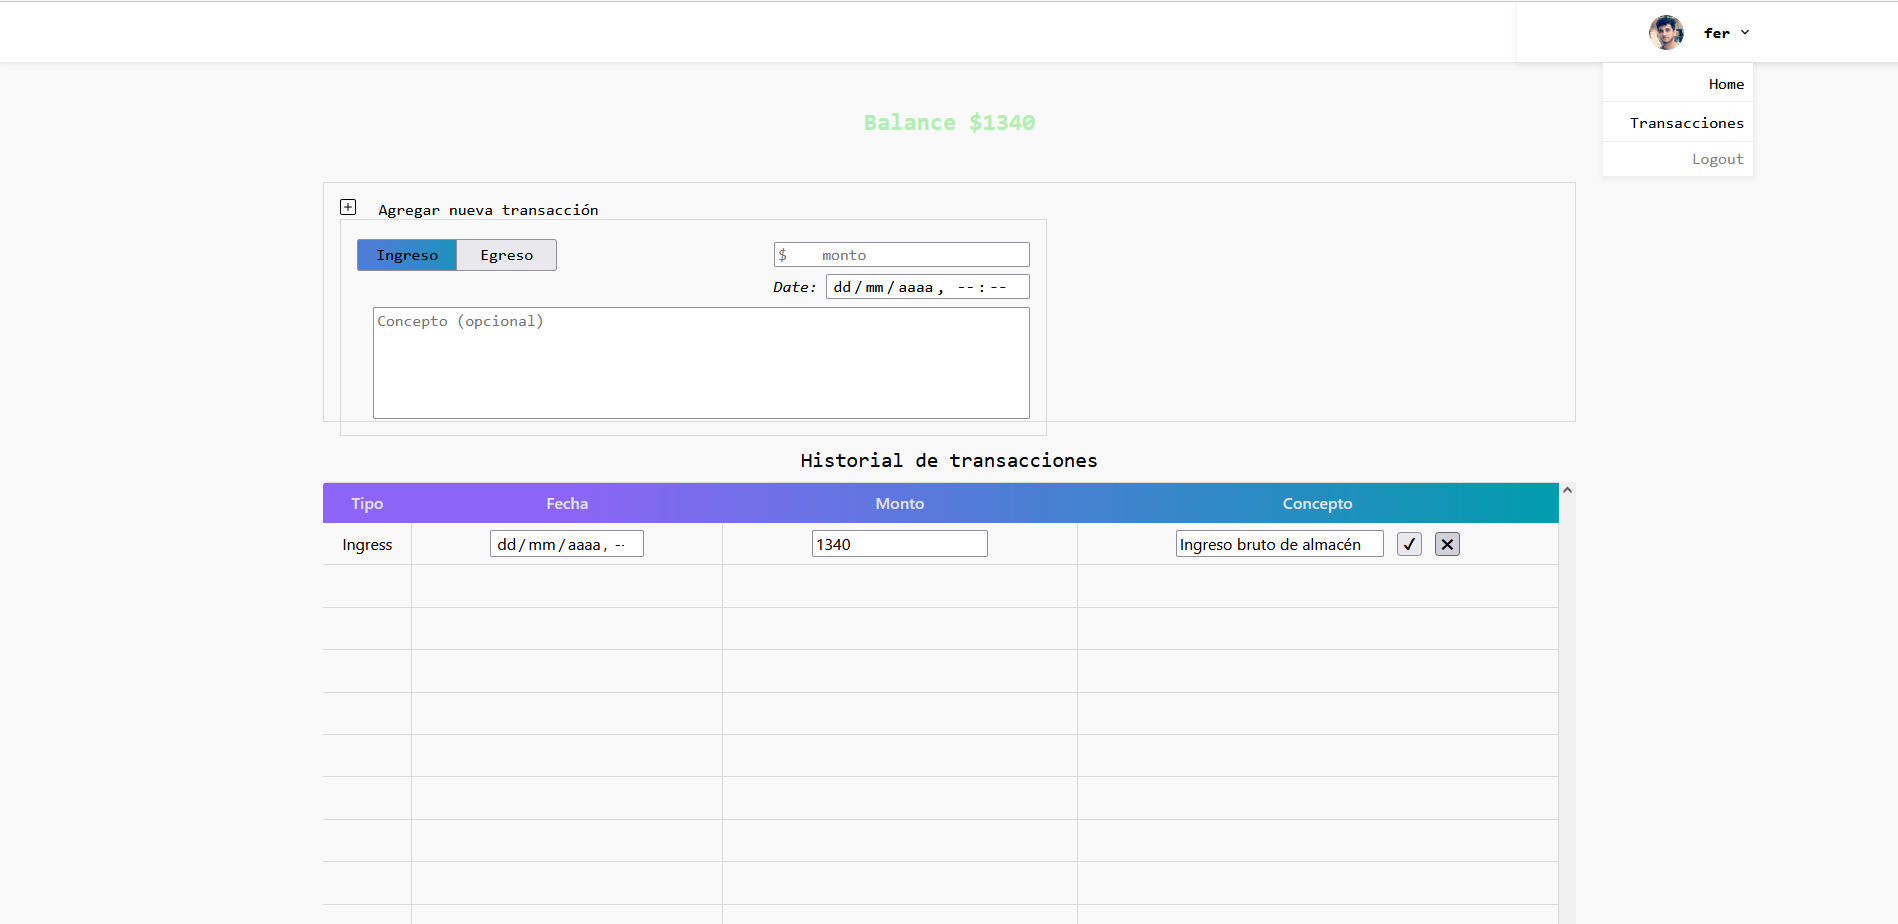 fer
Home
Transacciones
Logout
Balance $1340
Agregar nueva transacción
Ingreso Egreso
$ monto
Date: dd/mm/aaaa, --:--
Concepto (opcional)
Historial de transacciones
Tipo Fecha Monto Concepto
Ingress dd/mm/aaaa, -- 1340 Ingreso bruto de almacén